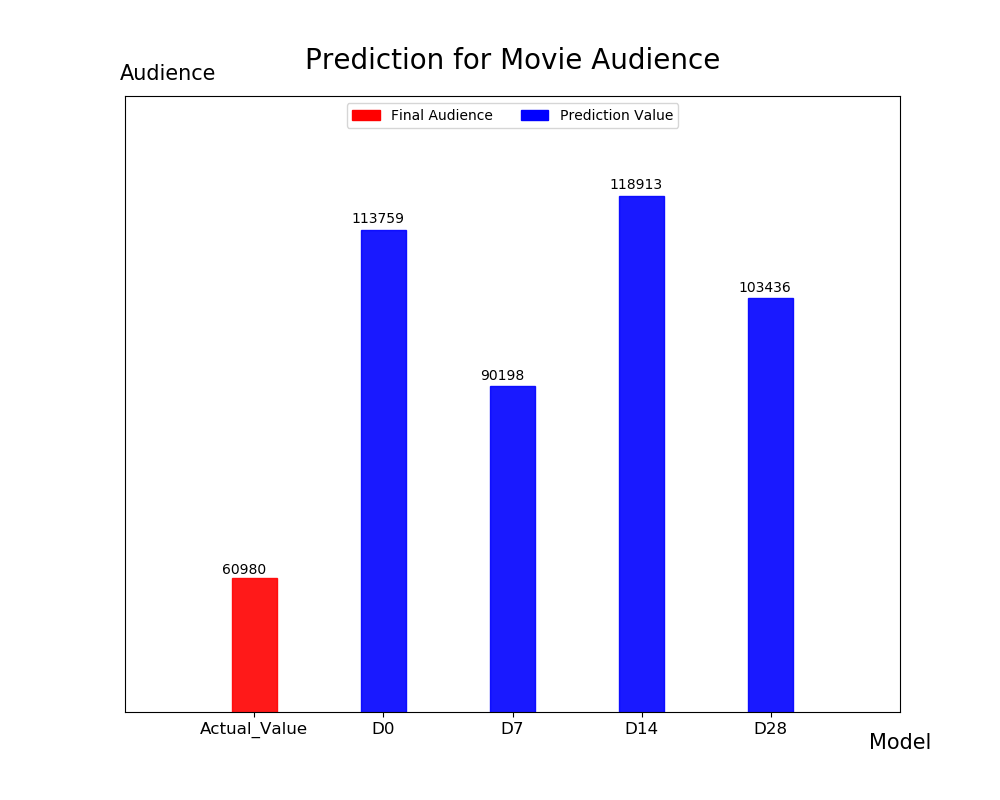 Prediction for Movie Audience
Audience
Final Audience Prediction Value
118913
113759
103436
90198
60980
Actual_Value D0 D7 D14 D28
Model